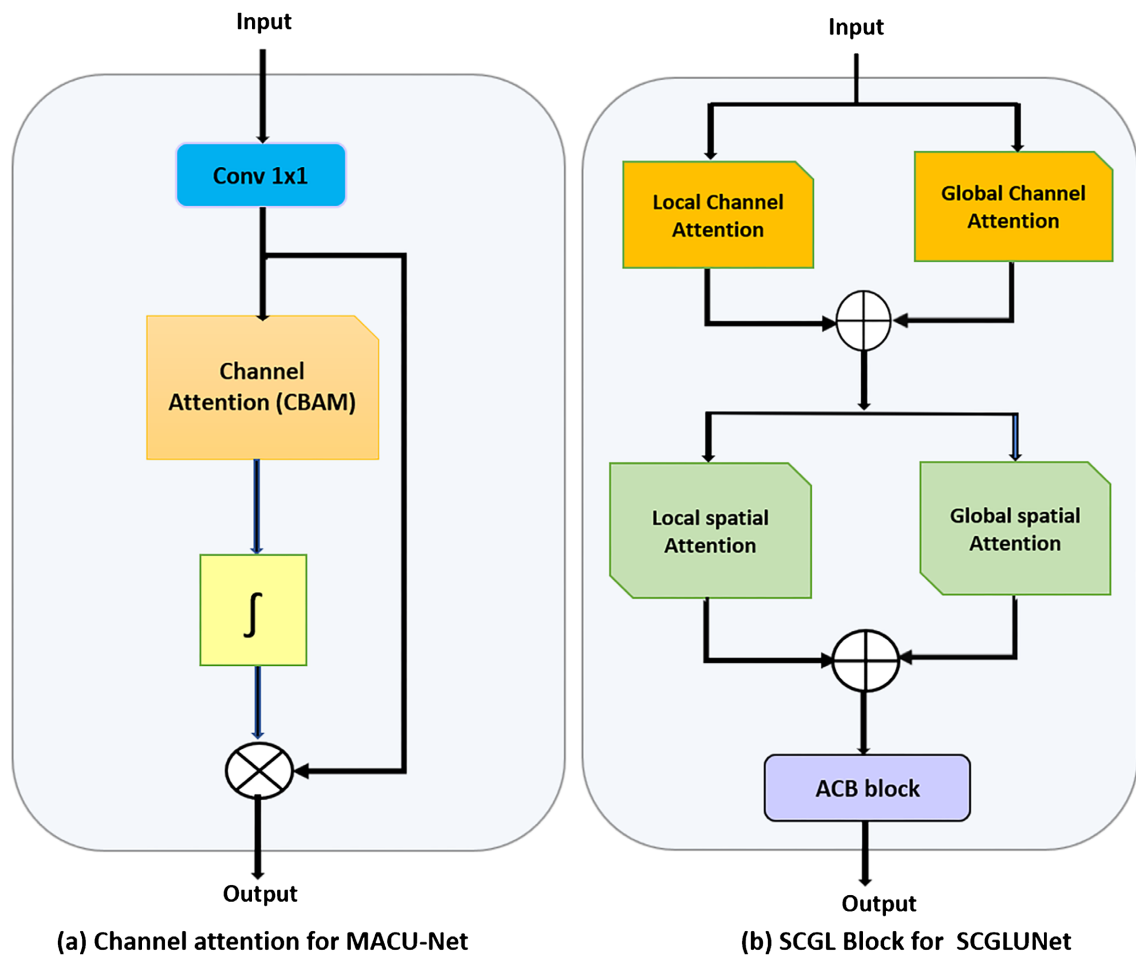 Input
Conv 1x1
Channel
Attention (CBAM)
∫
Output
(a) Channel attention for MACU-Net
Input
Local Channel
Attention
Global Channel
Attention
Local spatial
Attention
Global spatial
Attention
ACB block
Output
(b) SCGL Block for SCGLUNet